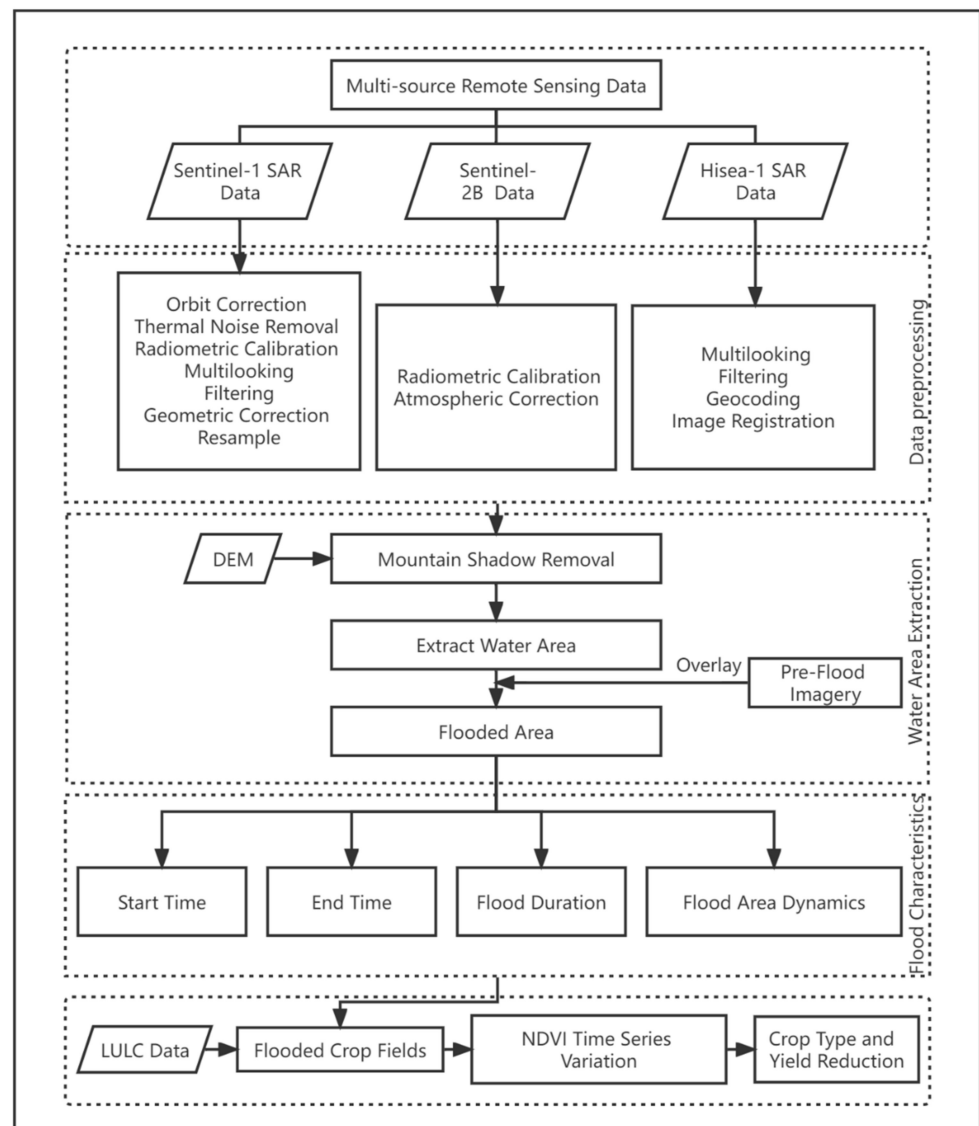 Multi-source Remote Sensing Data
Sentinel-1 SAR
Data
Sentinel-
2B Data
Hisea-1 SAR
Data
Orbit Correction
Thermal Noise Removal
Radiometric Calibration
Multilooking
Filtering
Geometric Correction
Resample
Radiometric Calibration
Atmospheric Correction
Multilooking
Filtering
Geocoding
Image Registration
Data preprocessing
DEM
Mountain Shadow Removal
Extract Water Area
Overlay
Pre-Flood
Imagery
Flooded Area
Water Area Extraction
Start Time
End Time
Flood Duration
Flood Area Dynamics
Flood Characteristics
LULC Data
Flooded Crop Fields
NDVI Time Series
Variation
Crop Type and
Yield Reduction